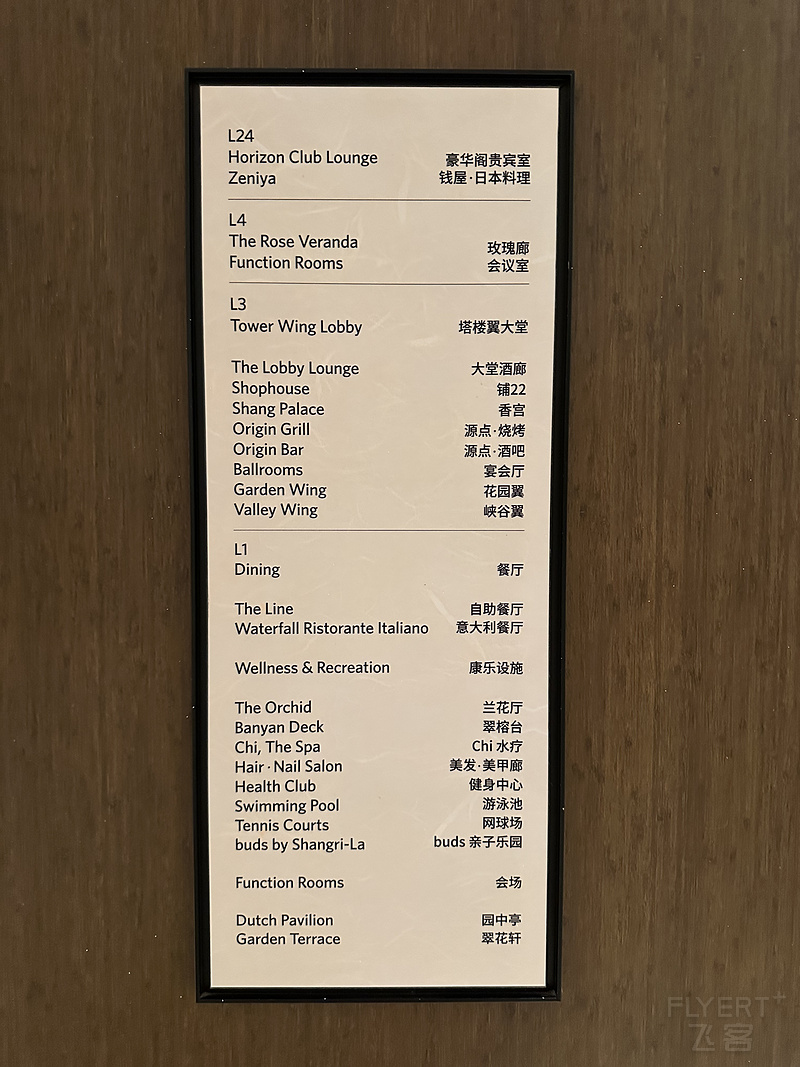 L24
Horizon Club Lounge 豪华阁贵宾室
Zeniya 钱屋·日本料理
L4
The Rose Veranda 玫瑰廊
Function Rooms 会议室
L3
Tower Wing Lobby 塔楼翼大堂
The Lobby Lounge 大堂酒廊
Shophouse 铺22
Shang Palace 香宫
Origin Grill 源点·烧烤
Origin Bar 源点·酒吧
Ballrooms 宴会厅
Garden Wing 花园翼
Valley Wing 峡谷翼
L1
Dining 餐厅
The Line 自助餐厅
Waterfall Ristorante Italiano 意大利餐厅
Wellness & Recreation 康乐设施
The Orchid 兰花厅
Banyan Deck 翠榕台
Chi, The Spa Chi 水疗
Hair·Nail Salon 美发·美甲廊
Health Club 健身中心
Swimming Pool 游泳池
Tennis Courts 网球场
buds by Shangri-La buds 亲子乐园
Function Rooms 会场
Dutch Pavilion 园中亭
Garden Terrace 翠花轩
FLYERT+
飞客